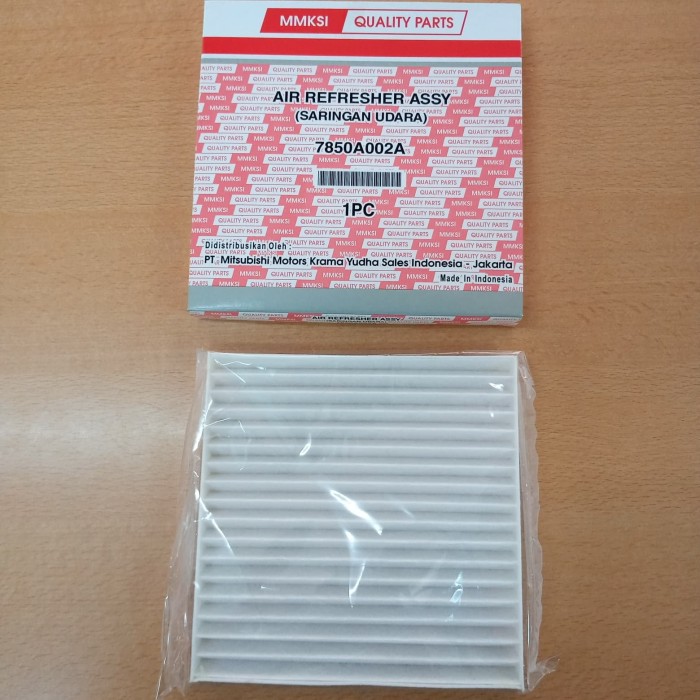 MMKSI QUALITY PARTS
AIR REFRESHER ASSY
(SARINGAN UDARA)
7850A002A
1PC
Didistribusikan Oleh :
PT. Mitsubishi Motors Krama Yudha Sales Indonesia - Jakarta
Made In Indonesia
AIR REFRESHER ASSY